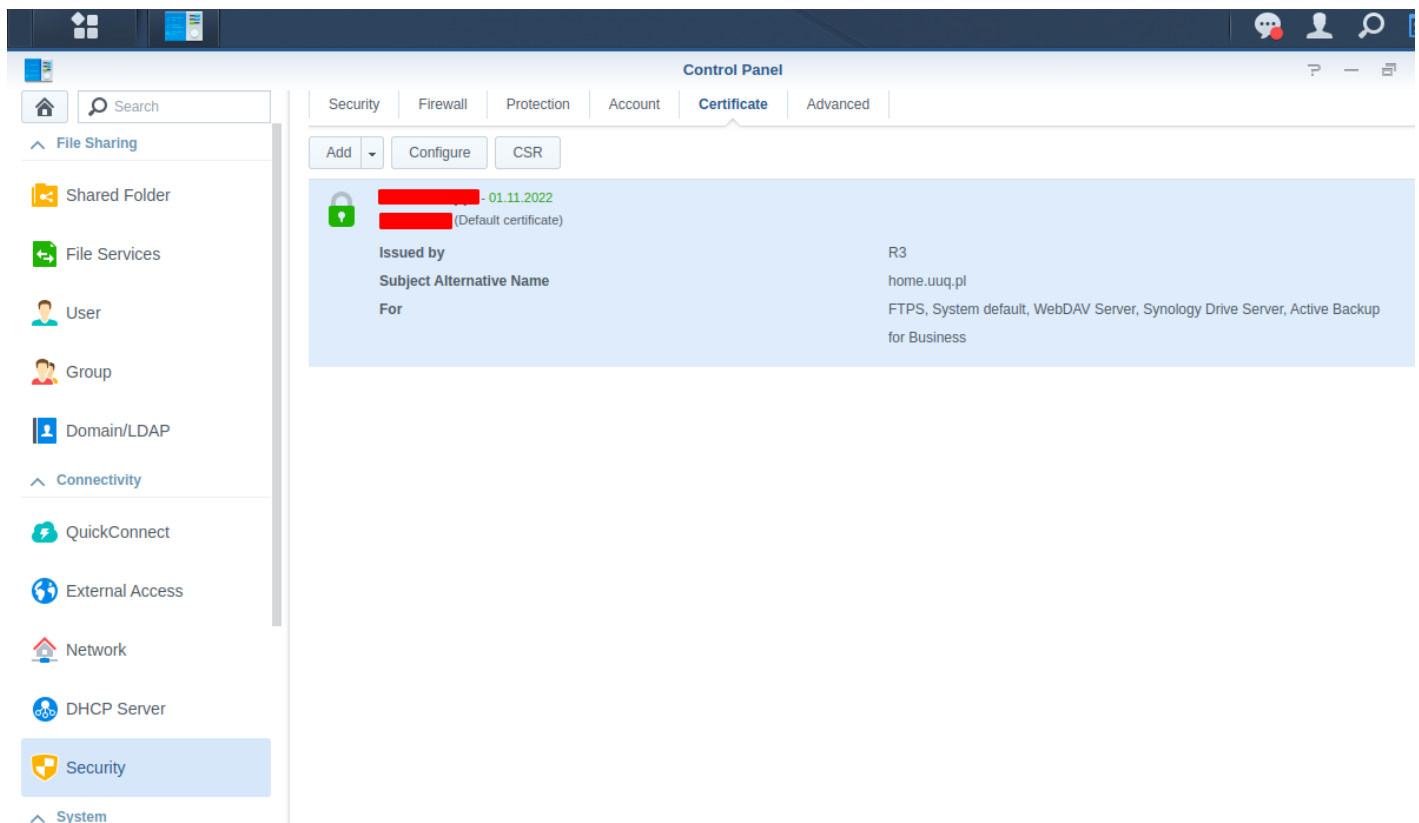 Control Panel
Search
Security Firewall Protection Account Certificate Advanced
File Sharing
Add Configure CSR
Shared Folder
- 01.11.2022
(Default certificate)
File Services
Issued by R3
Subject Alternative Name home.uuq.pl
User
For FTPS, System default, WebDAV Server, Synology Drive Server, Active Backup
for Business
Group
Domain/LDAP
Connectivity
QuickConnect
External Access
Network
DHCP Server
Security
System